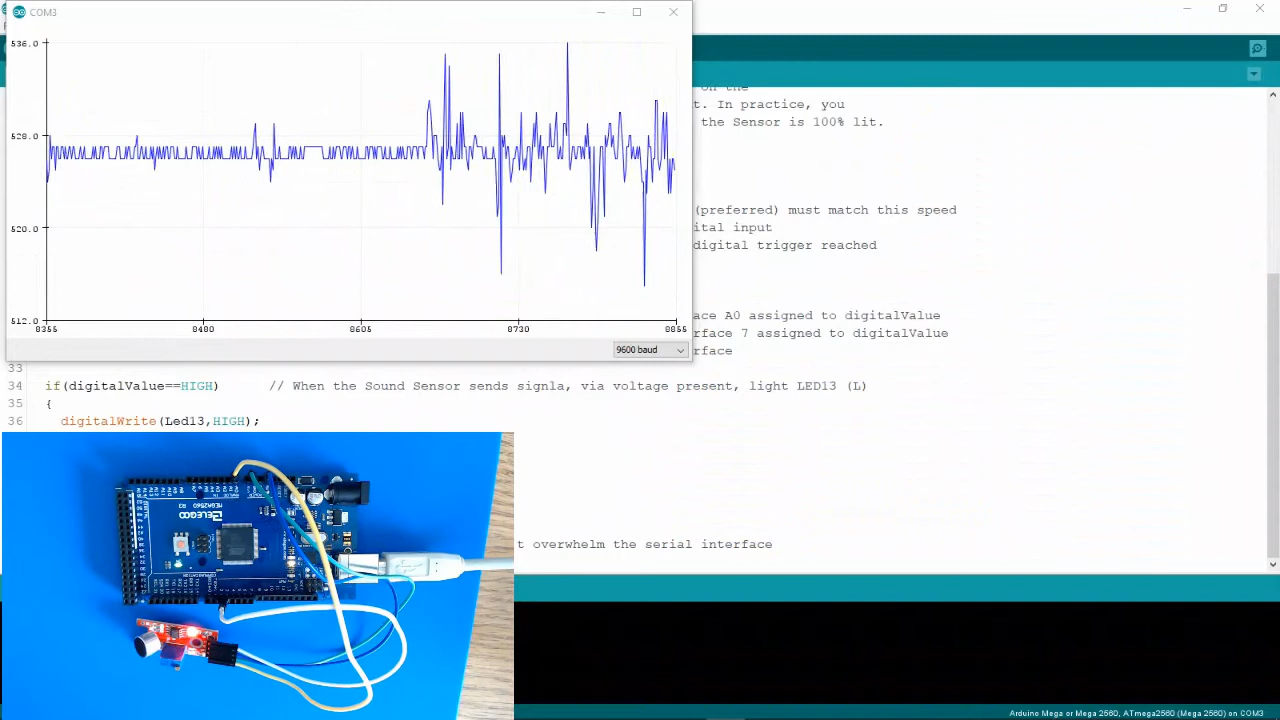 COM3
536.0
528.0
520.0
512.0
8355
8480
8605
8730
8855
9600 baud
on the
t. In practice, you
the Sensor is 100% lit.
(preferred) must match this speed
ital input
digital trigger reached
ace A0 assigned to digitalValue
rface 7 assigned to digitalValue
rface
33
34 if(digitalValue==HIGH) // When the Sound Sensor sends signla, via voltage present, light LED13 (L)
35 {
36 digitalWrite(Led13,HIGH);
t overwhelm the serial interface
MEGA2560 R3
ELEGOO
Arduino Mega or Mega 2560, ATmega2560 (Mega 2560) on COM3